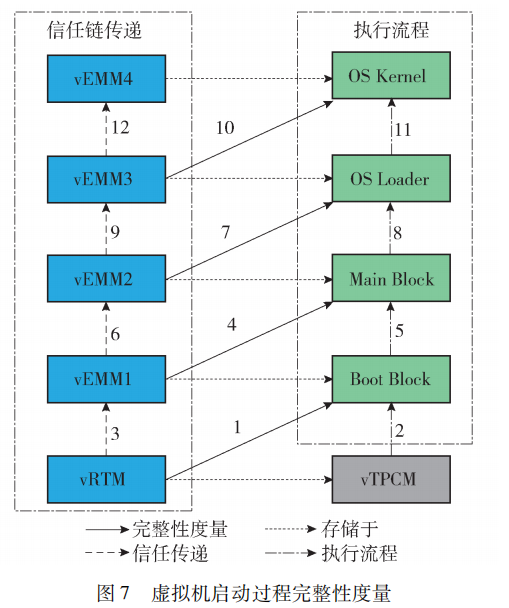 信任链传递 执行流程
vEMM4 OS Kernel
12 10 11
vEMM3 OS Loader
9 7 8
vEMM2 Main Block
6 4 5
vEMM1 Boot Block
3 1 2
vRTM vTPCM
完整性度量 存储于
信任传递 执行流程
图 7 虚拟机启动过程完整性度量